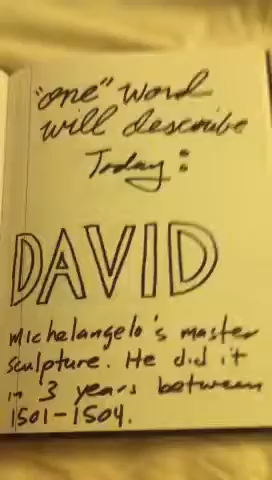 "one" word
will describe
Today:
DAVID
Michelangelo's master
sculpture. He did it
in 3 years between
1501-1504.